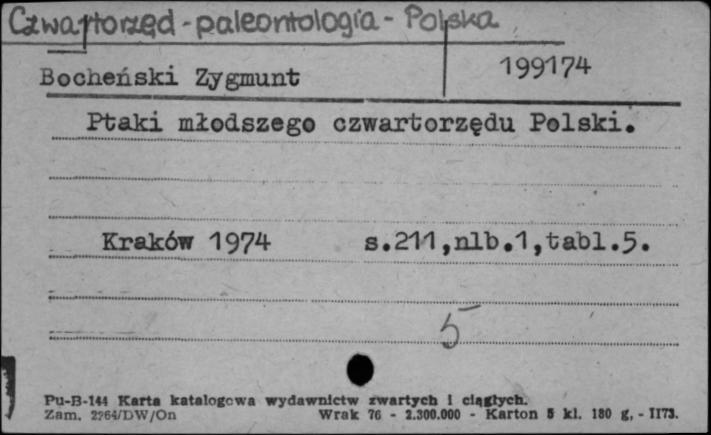 Czwartorzęd - paleontologia - Polska
Bocheński Zygmunt 199174
Ptaki młodszego czwartorzędu Polski.
Kraków 1974 s.211,nlb.1,tabl.5.
5
Pu-B-144 Karta katalogowa wydawnictw zwartych i ciągłych.
Zam. 2264/DW/On Wrak 76 - 2.300.000 - Karton 5 kl. 180 g, - II73.